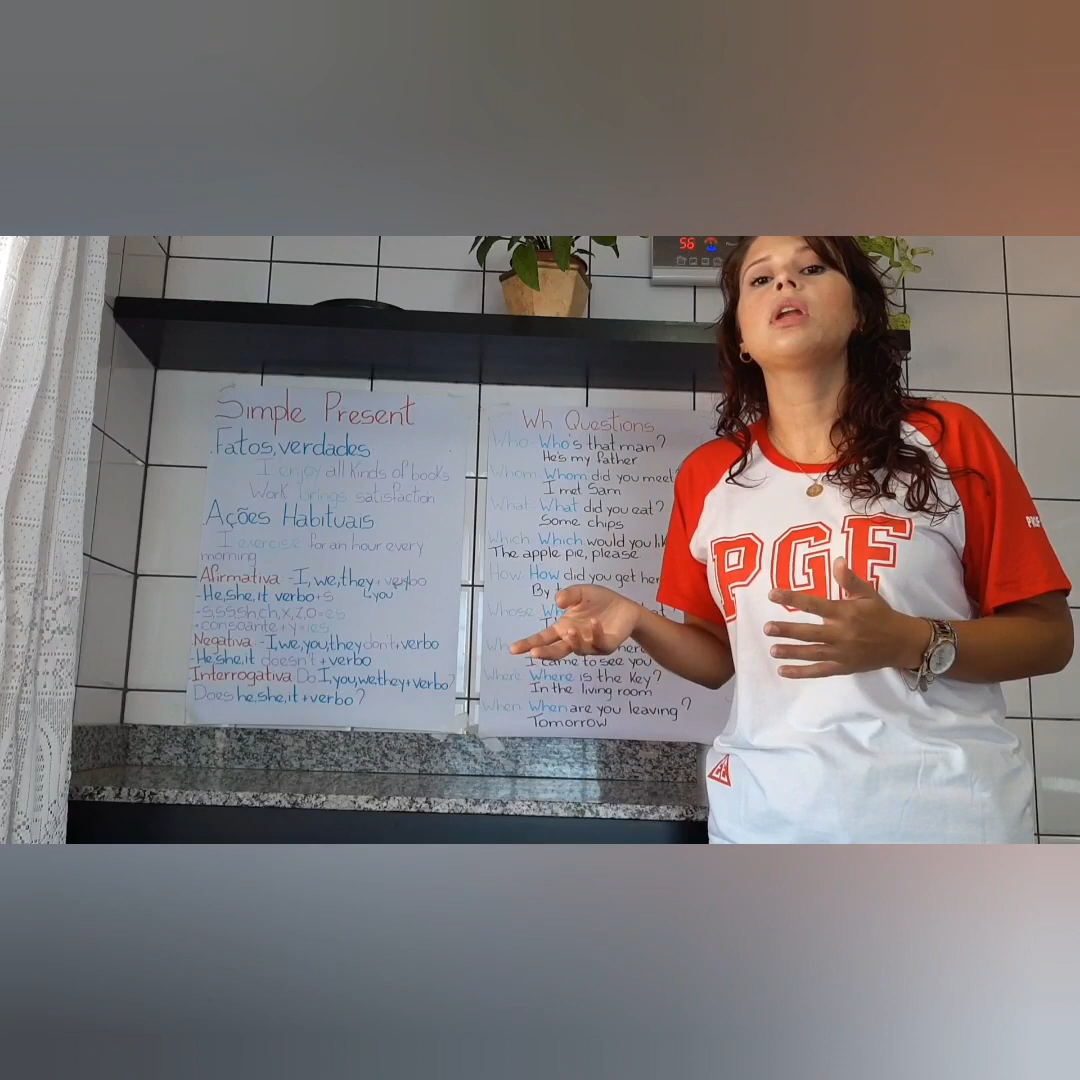 Simple Present
.Fatos,verdades
I enjoy all kinds of books
Work brings satisfaction
.Ações Habituais
I exercise for an hour every
morning
Afirmativa -I, we, they + verbo
↳you
-He,she,it verbo+s
-s,ss,sh,ch,x,z,o=es
-consoante+y=ies
Negativa -I,we,you,they don't+verbo
-He,she,it doesn't+verbo
Interrogativa Do I,you,we,they+verbo?
Does he,she,it+verbo?
Wh Questions
Who- Who's that man?
He's my father
Whom- Whom did you meet?
I met Sam
What- What did you eat?
Some chips
Which Which would you
The apple pie, please
How- How did you get
By
Whose
I came to see you
Where Where is the key?
In the living room
When When are you leaving?
Tomorrow
56
PGF